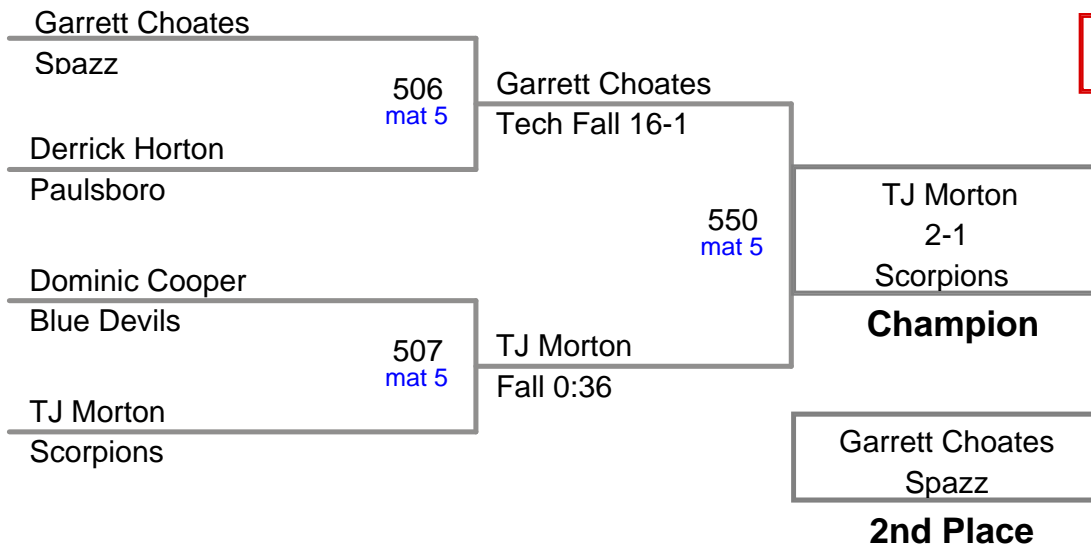 Garrett Choates
Spazz
506
mat 5
Garrett Choates
Tech Fall 16-1
Derrick Horton
Paulsboro
550
mat 5
TJ Morton
2-1
Scorpions
Champion
Dominic Cooper
Blue Devils
507
mat 5
TJ Morton
Fall 0:36
TJ Morton
Scorpions
Garrett Choates
Spazz
2nd Place